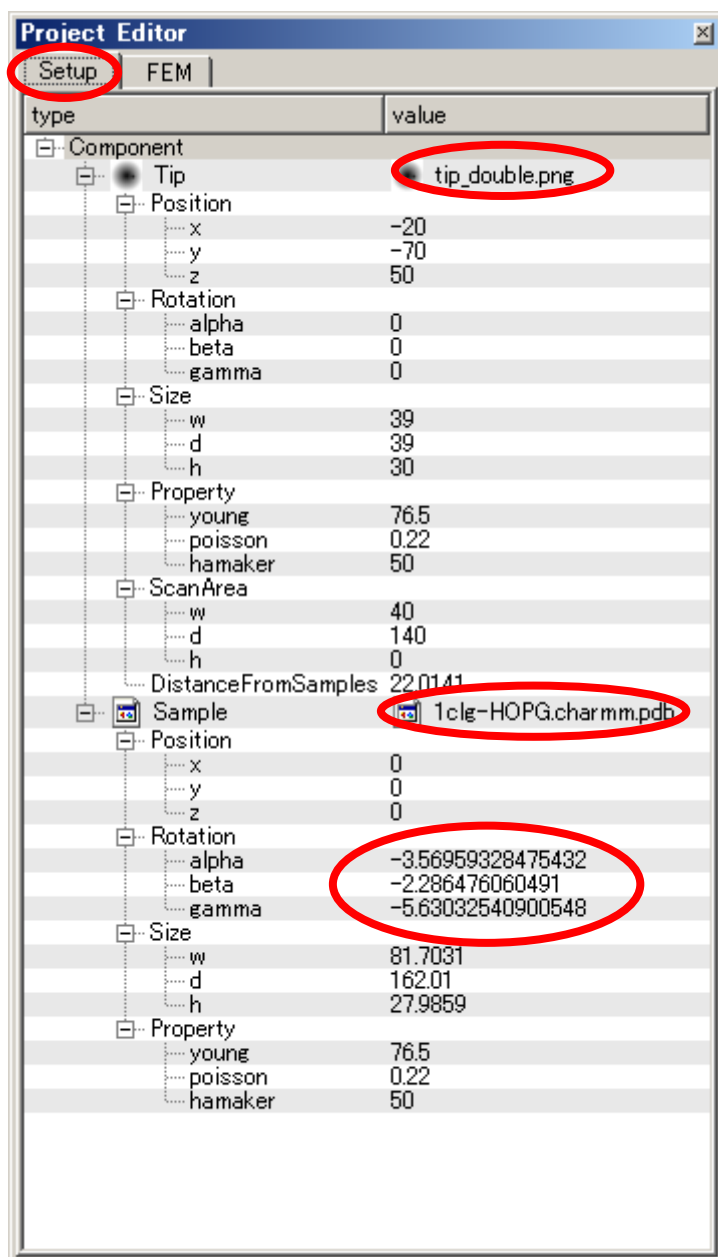 Project Editor
Setup FEM
type value
Component
Tip tip_double.png
Position
x -20
y -70
z 50
Rotation
alpha 0
beta 0
gamma 0
Size
w 39
d 39
h 30
Property
young 76.5
poisson 0.22
hamaker 50
ScanArea
w 40
d 140
h 0
DistanceFromSamples 22.0141
Sample 1clg-HOPG.charmm.pdb
Position
x 0
y 0
z 0
Rotation
alpha -3.56959328475432
beta -2.286476060491
gamma -5.63032540900548
Size
w 81.7031
d 162.01
h 27.9859
Property
young 76.5
poisson 0.22
hamaker 50